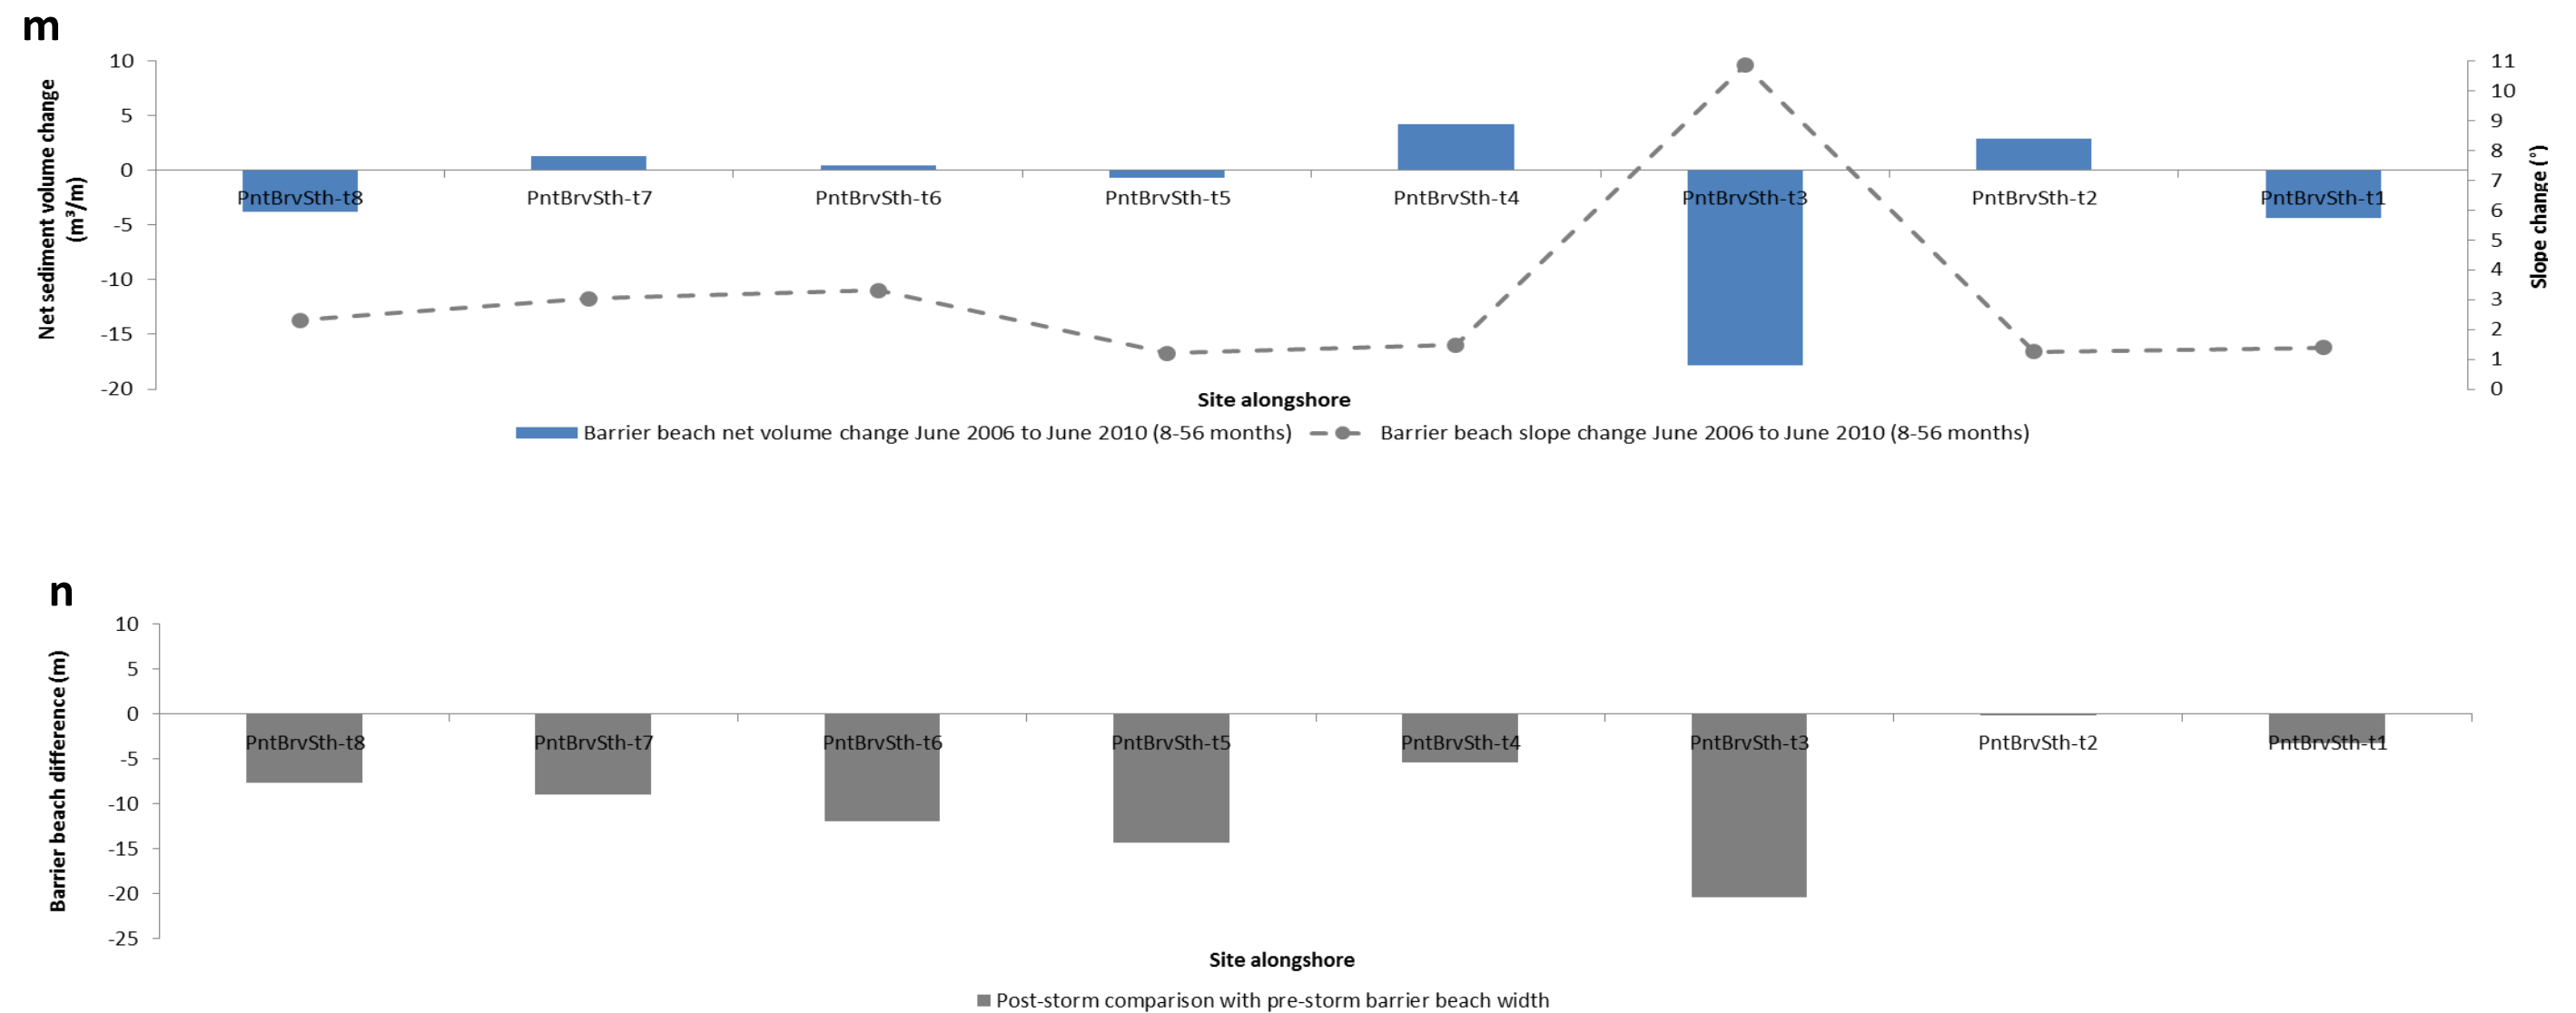 m
Net sediment volume change
(m³/m)
10
5
0
-5
-10
-15
-20
PntBrvSth-t8 PntBrvSth-t7 PntBrvSth-t6 PntBrvSth-t5 PntBrvSth-t4 PntBrvSth-t3 PntBrvSth-t2 PntBrvSth-t1
11
10
9
8
7
6
5
4
3
2
1
0
Slope change (°)
Site alongshore
Barrier beach net volume change June 2006 to June 2010 (8-56 months) Barrier beach slope change June 2006 to June 2010 (8-56 months)
n
Barrier beach difference (m)
10
5
0
-5
-10
-15
-20
-25
PntBrvSth-t8 PntBrvSth-t7 PntBrvSth-t6 PntBrvSth-t5 PntBrvSth-t4 PntBrvSth-t3 PntBrvSth-t2 PntBrvSth-t1
Site alongshore
Post-storm comparison with pre-storm barrier beach width